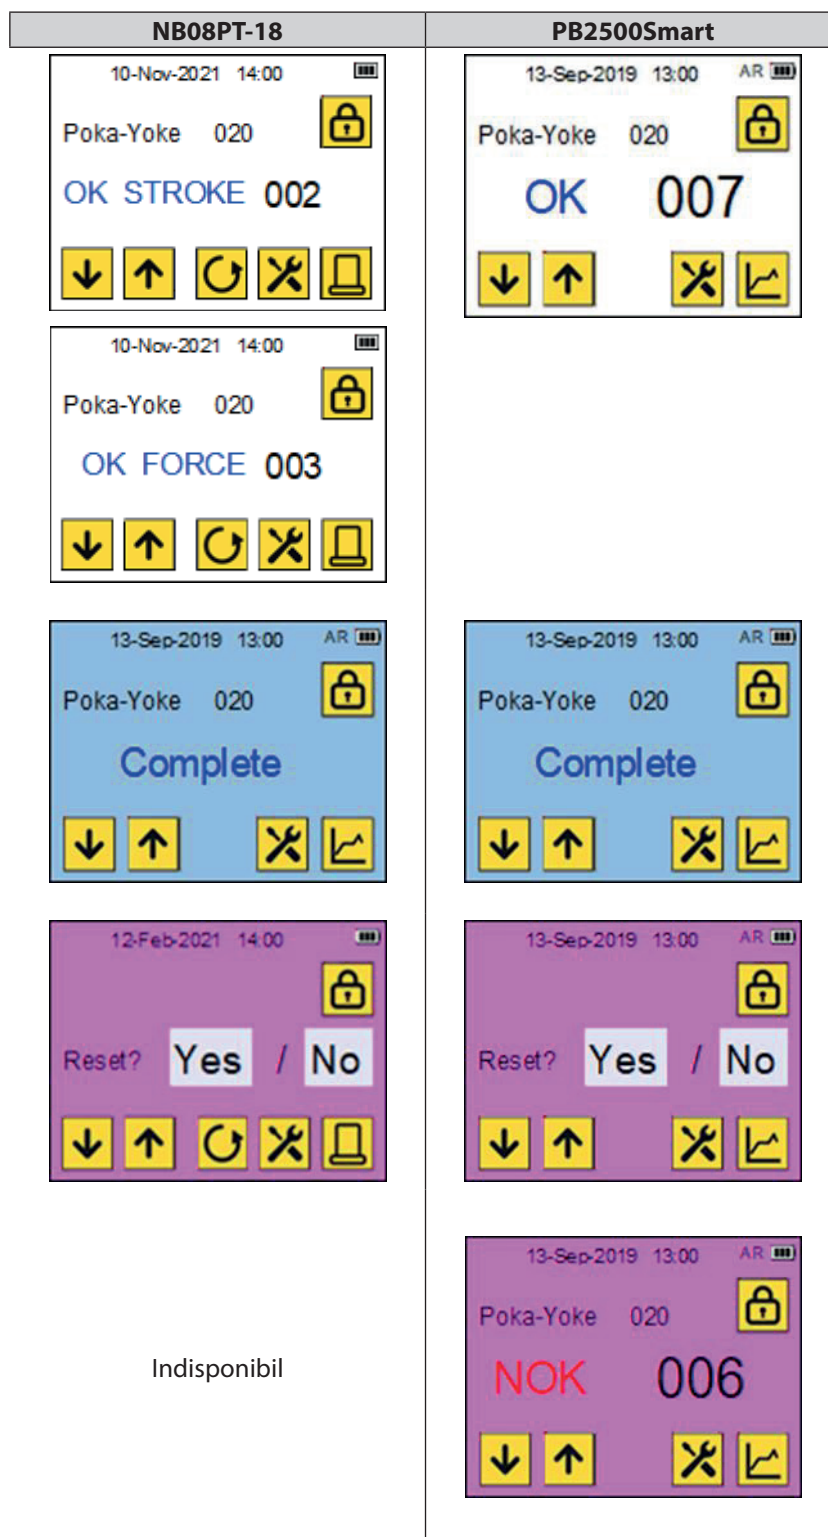 NB08PT-18
PB2500Smart
10-Nov-2021 14:00
Poka-Yoke 020
OK STROKE 002
13-Sep-2019 13:00 AR
Poka-Yoke 020
OK 007
10-Nov-2021 14:00
Poka-Yoke 020
OK FORCE 003
13-Sep-2019 13:00 AR
Poka-Yoke 020
Complete
13-Sep-2019 13:00 AR
Poka-Yoke 020
Complete
12-Feb-2021 14:00
Reset? Yes / No
13-Sep-2019 13:00 AR
Reset? Yes / No
Indisponibil
13-Sep-2019 13:00 AR
Poka-Yoke 020
NOK 006